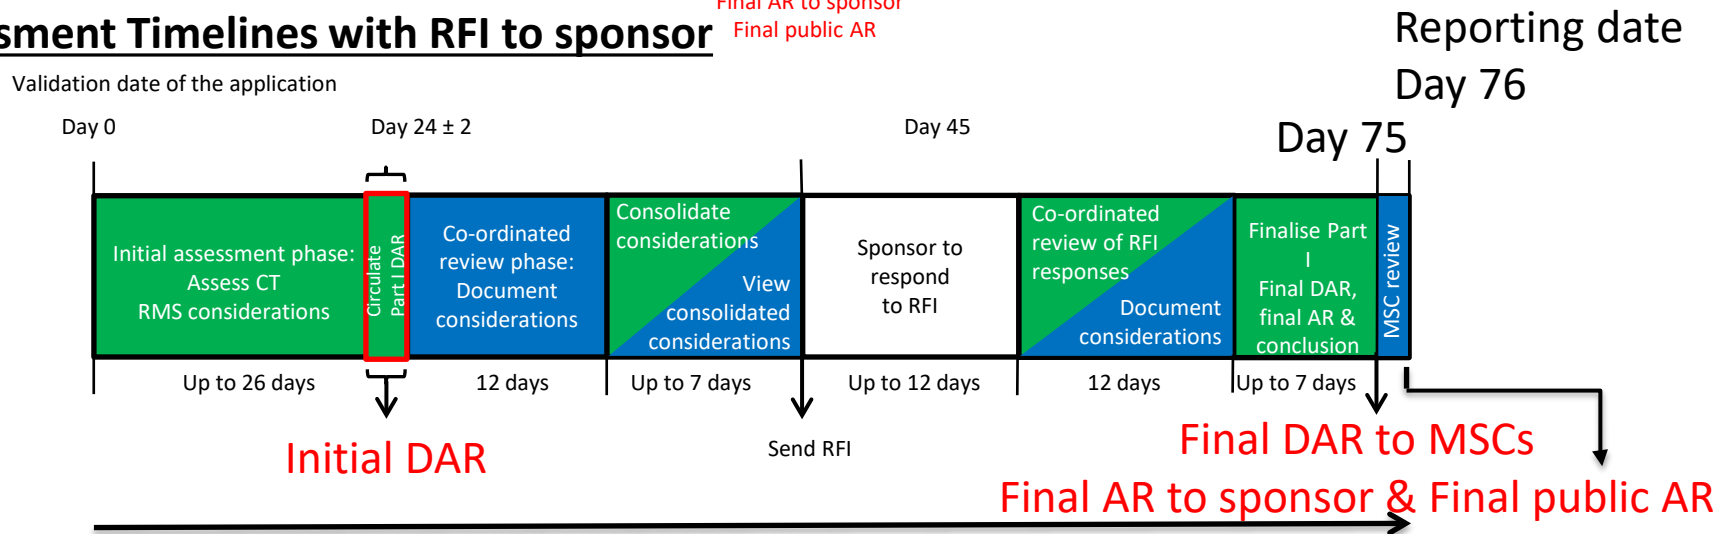 Final AR to sponsor
sment Timelines with RFI to sponsor
Final public AR
Reporting date
Day 76
Validation date of the application
Day 0
Day 24 ± 2
Day 45
Day 75
Initial assessment phase:
Assess CT
RMS considerations
Circulate
Part I DAR
Co-ordinated
review phase:
Document
considerations
Consolidate
considerations
View
consolidated
considerations
Sponsor to
respond
to RFI
Co-ordinated
review of RFI
responses
Document
considerations
Finalise Part
I
Final DAR,
final AR &
conclusion
MSC review
Up to 26 days
12 days
Up to 7 days
Up to 12 days
12 days
Up to 7 days
Initial DAR
Send RFI
Final DAR to MSCs
Final AR to sponsor & Final public AR